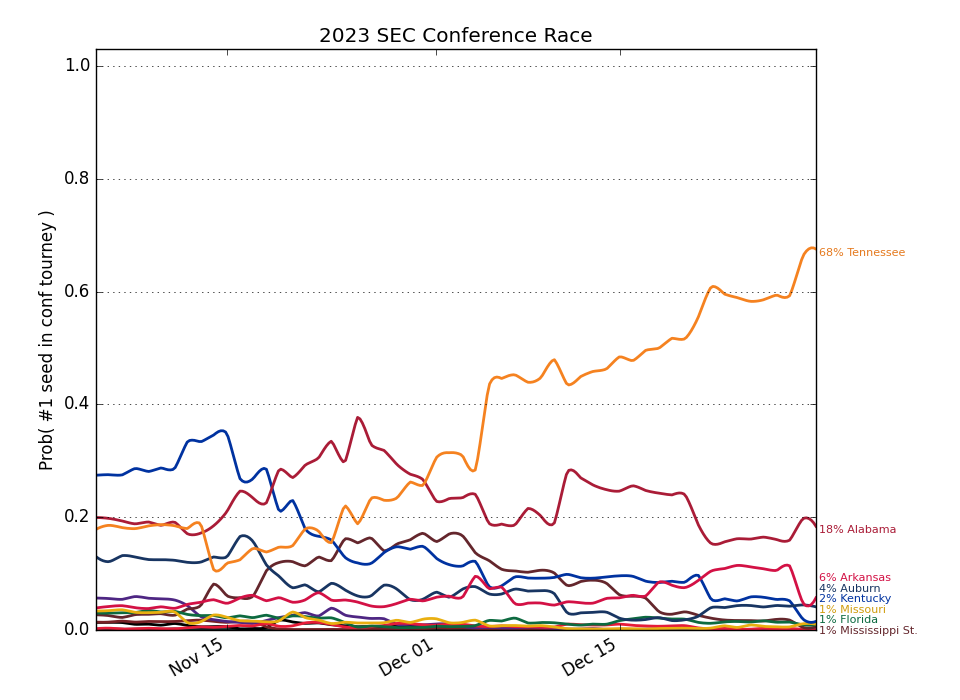 2023 SEC Conference Race
Prob( #1 seed in conf tourney )
1.0
0.8
0.6
0.4
0.2
0.0
Nov 15
Dec 01
Dec 15
68% Tennessee
18% Alabama
6% Arkansas
4% Auburn
2% Kentucky
1% Missouri
1% Florida
1% Mississippi St.